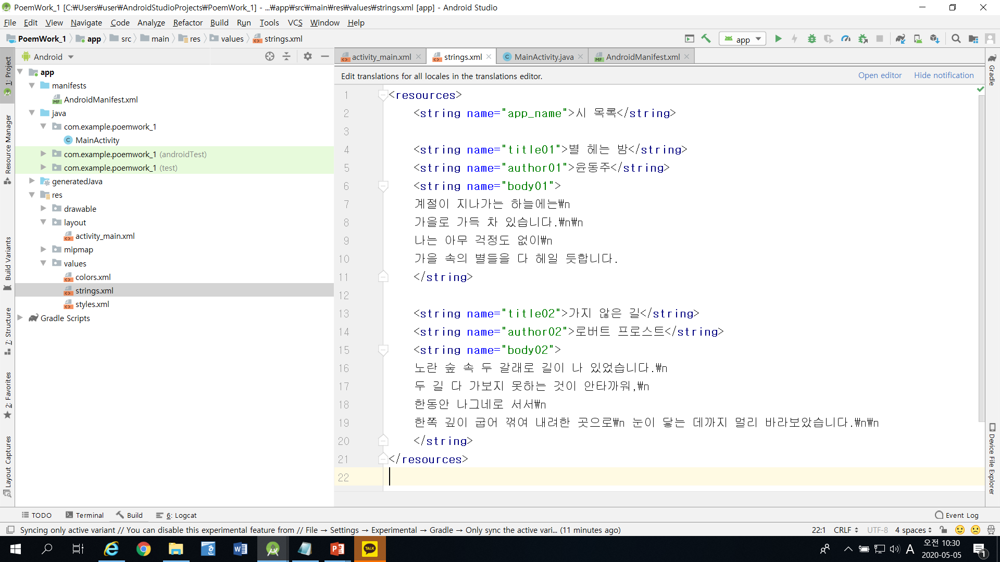 PoemWork_1 [C:₩Users₩user₩AndroidStudioProjects₩PoemWork_1] - ...₩app₩src₩main₩res₩values₩strings.xml [app] - Android Studio
File Edit View Navigate Code Analyze Refactor Build Run Tools VCS Window Help
PoemWork_1 app src main res values strings.xml
app
Android
activity_main.xml strings.xml MainActivity.java AndroidManifest.xml
Edit translations for all locales in the translations editor. Open editor Hide notification
1: Project
Resource Manager
Build Variants
7: Structure
2: Favorites
Layout Captures
app
manifests
AndroidManifest.xml
java
com.example.poemwork_1
MainActivity
com.example.poemwork_1 (androidTest)
com.example.poemwork_1 (test)
generatedJava
res
drawable
layout
activity_main.xml
mipmap
values
colors.xml
strings.xml
styles.xml
Gradle Scripts
1 <resources>
2 <string name="app_name">시 목록</string>
3
4 <string name="title01">별 헤는 밤</string>
5 <string name="author01">윤동주</string>
6 <string name="body01">
7 계절이 지나가는 하늘에는₩n
8 가을로 가득 차 있습니다.₩n₩n
9 나는 아무 걱정도 없이₩n
10 가을 속의 별들을 다 헤일 듯합니다.
11 </string>
12
13 <string name="title02">가지 않은 길</string>
14 <string name="author02">로버트 프로스트</string>
15 <string name="body02">
16 노란 숲 속 두 갈래로 길이 나 있었습니다.₩n
17 두 길 다 가보지 못하는 것이 안타까워,₩n
18 한동안 나그네로 서서₩n
19 한쪽 깊이 굽어 꺾여 내려한 곳으로₩n 눈이 닿는 데까지 멀리 바라보았습니다.₩n₩n
20 </string>
21 </resources>
22
Gradle
Device File Explorer
TODO Terminal Build 6: Logcat Event Log
Syncing only active variant // You can disable this experimental feature from // File → Settings → Experimental → Gradle → Only sync the active vari... (11 minutes ago) 22:1 CRLF UTF-8 4 spaces
TALK
A
오전 10:30
2020-05-05
1